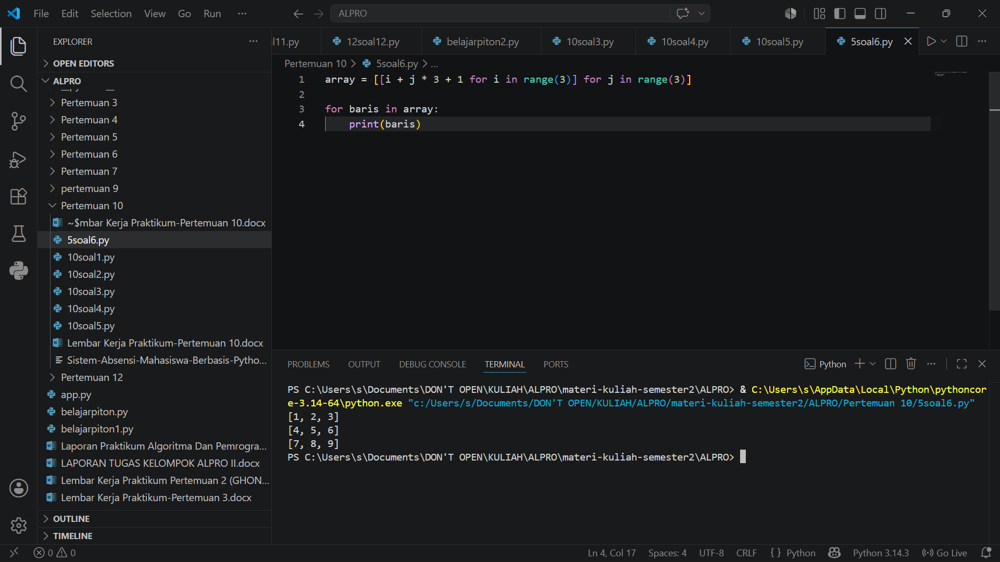 File Edit Selection View Go Run ···
ALPRO
EXPLORER
OPEN EDITORS
ALPRO
Pertemuan 3
Pertemuan 4
Pertemuan 5
Pertemuan 6
Pertemuan 7
pertemuan 9
Pertemuan 10
~$mbar Kerja Praktikum-Pertemuan 10.docx
5soal6.py
10soal1.py
10soal2.py
10soal3.py
10soal4.py
10soal5.py
Lembar Kerja Praktikum-Pertemuan 10.docx
Sistem-Absensi-Mahasiswa-Berbasis-Pytho...
Pertemuan 12
app.py
belajarpiton.py
belajarpiton1.py
Laporan Praktikum Algoritma Dan Pemrogra...
LAPORAN TUGAS KELOMPOK ALPRO II.docx
Lembar Kerja Praktikum Pertemuan 2 (GHON...
Lembar Kerja Praktikum-Pertemuan 3.docx
OUTLINE
TIMELINE
l11.py 12soal12.py belajarpiton2.py 10soal3.py 10soal4.py 10soal5.py 5soal6.py
Pertemuan 10 > 5soal6.py > ...
1 array = [[i + j * 3 + 1 for i in range(3)] for j in range(3)]
2
3 for baris in array:
4 print(baris)
PROBLEMS OUTPUT DEBUG CONSOLE TERMINAL PORTS
Python
PS C:\Users\s\Documents\DON'T OPEN\KULIAH\ALPRO\materi-kuliah-semester2\ALPRO> & C:\Users\s\AppData\Local\Python\pythoncor
e-3.14-64\python.exe "c:/Users/s/Documents/DON'T OPEN/KULIAH/ALPRO/materi-kuliah-semester2/ALPRO/Pertemuan 10/5soal6.py"
[1, 2, 3]
[4, 5, 6]
[7, 8, 9]
PS C:\Users\s\Documents\DON'T OPEN\KULIAH\ALPRO\materi-kuliah-semester2\ALPRO>
0 0 Ln 4, Col 17 Spaces: 4 UTF-8 CRLF { } Python Python 3.14.3 Go Live